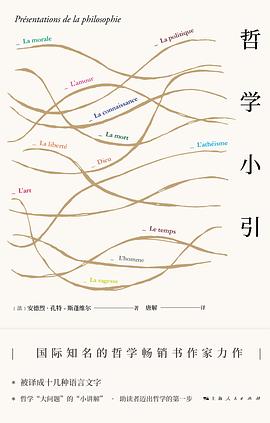 Présentations de la philosophie
哲学小引
La morale
La politique
L'amour
La connaissance
La mort
La liberté
L'athéisme
Dieu
L'art
Le temps
L'homme
La sagesse
〔法〕安德烈·孔特-斯蓬维尔 著 唐解 译
国际知名的哲学畅销书作家力作
被译成十几种语言文字
哲学“大问题”的“小讲解” · 助读者迈出哲学的第一步
上海人民出版社